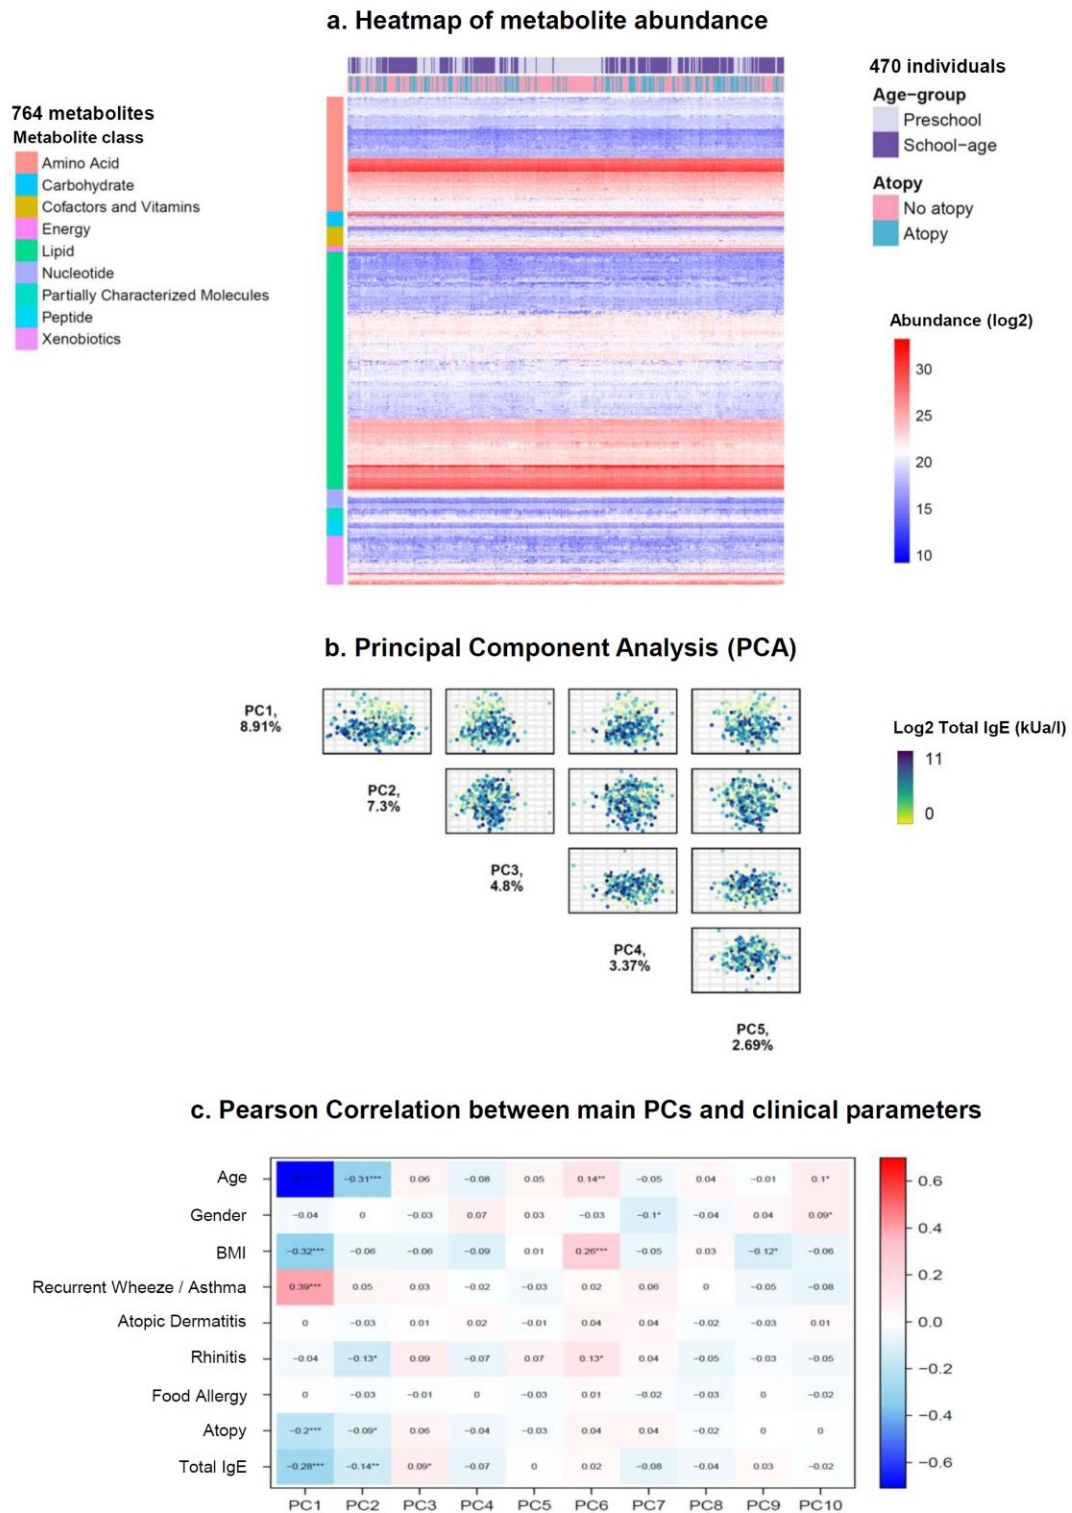 a. Heatmap of metabolite abundance
764 metabolites
Metabolite class
Amino Acid
Carbohydrate
Cofactors and Vitamins
Energy
Lipid
Nucleotide
Partially Characterized Molecules
Peptide
Xenobiotics
470 individuals
Age−group
Preschool
School−age
Atopy
No atopy
Atopy
Abundance (log2)
30
25
20
15
10
b. Principal Component Analysis (PCA)
PC1,
8.91%
PC2,
7.3%
PC3,
4.8%
PC4,
3.37%
PC5,
2.69%
Log2 Total IgE (kUa/l)
11
0
c. Pearson Correlation between main PCs and clinical parameters
Age −0.31*** 0.06 −0.08 0.05 0.14** −0.05 0.04 −0.01 0.1*
Gender −0.04 0 −0.03 0.07 0.03 −0.03 −0.1* −0.04 0.04 0.09*
BMI −0.32*** −0.06 −0.06 −0.09 0.01 0.26*** −0.05 0.03 −0.12* −0.06
Recurrent Wheeze / Asthma 0.39*** 0.05 0.03 −0.02 −0.03 0.02 0.06 0 −0.05 −0.08
Atopic Dermatitis 0 −0.03 0.01 0.02 −0.01 0.04 0.04 −0.02 −0.03 0.01
Rhinitis −0.04 −0.13* 0.09 −0.07 0.07 0.13* 0.04 −0.05 −0.03 −0.05
Food Allergy 0 −0.03 −0.01 0 −0.03 0.01 −0.02 −0.03 0 −0.02
Atopy −0.2*** −0.09* 0.06 −0.04 −0.03 0.04 0.04 −0.02 0 0
Total IgE −0.28*** −0.14** 0.09* −0.07 0 0.02 −0.08 −0.04 0.03 −0.02
PC1 PC2 PC3 PC4 PC5 PC6 PC7 PC8 PC9 PC10
0.6
0.4
0.2
0.0
−0.2
−0.4
−0.6